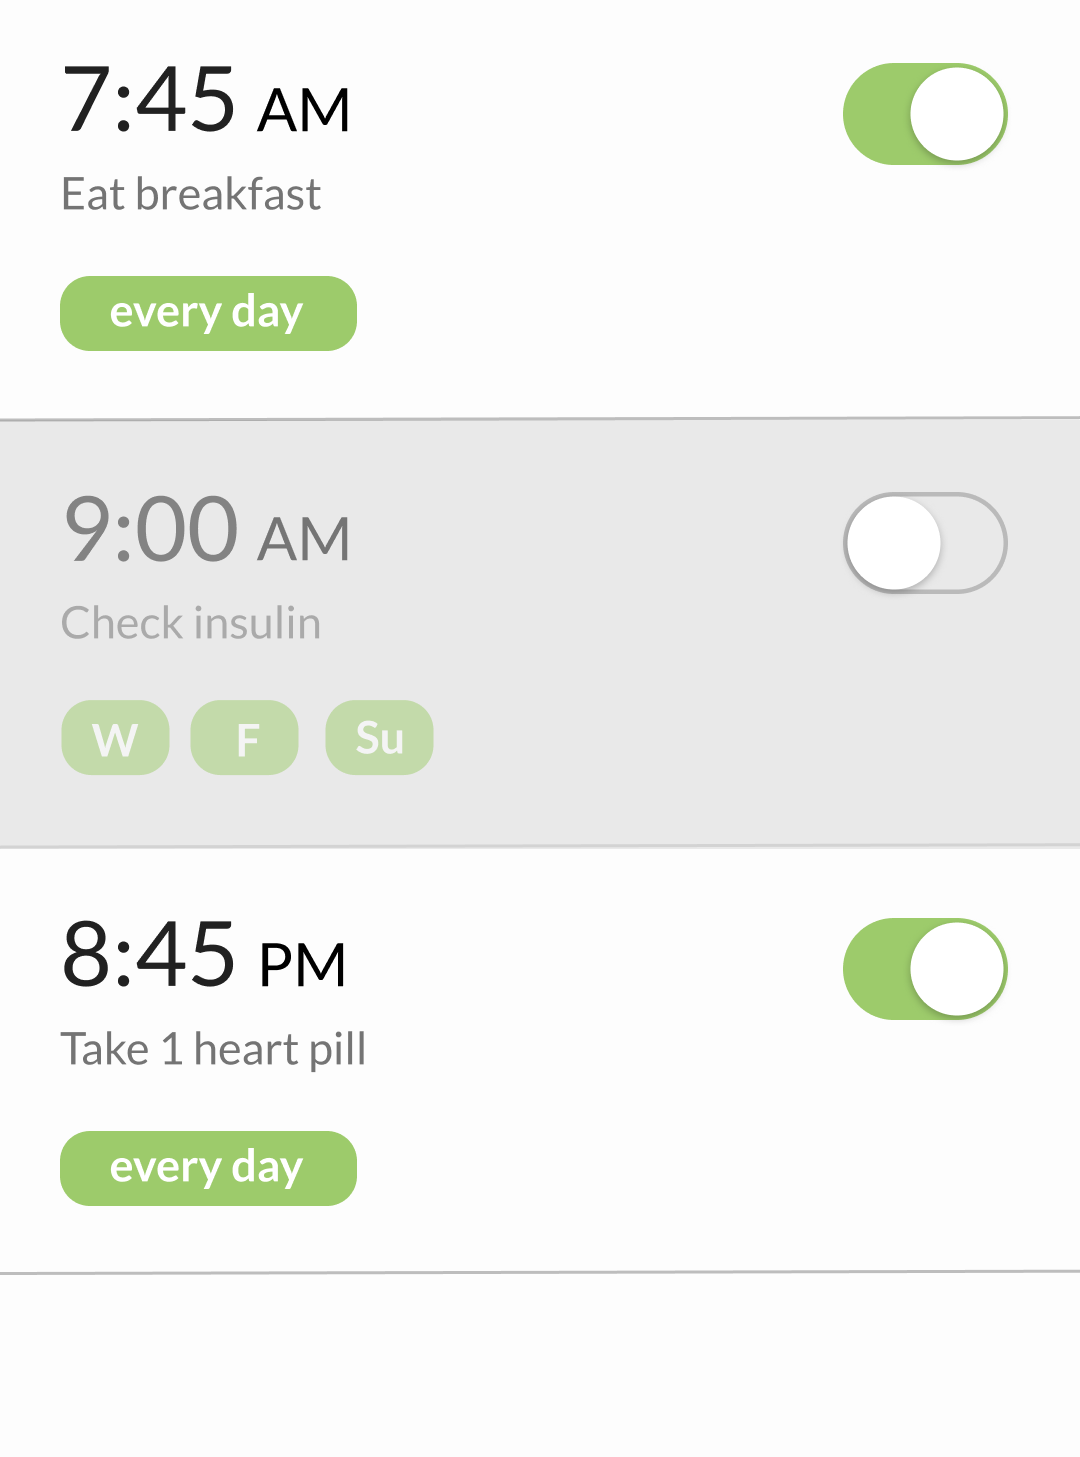 7:45 AM
Eat breakfast
every day
9:00 AM
Check insulin
W F Su
8:45 PM
Take 1 heart pill
every day